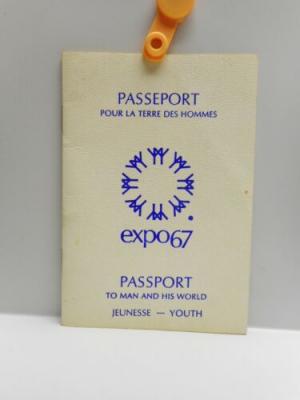 PASSEPORT
POUR LA TERRE DES HOMMES
expo67
PASSPORT
TO MAN AND HIS WORLD
JEUNESSE — YOUTH